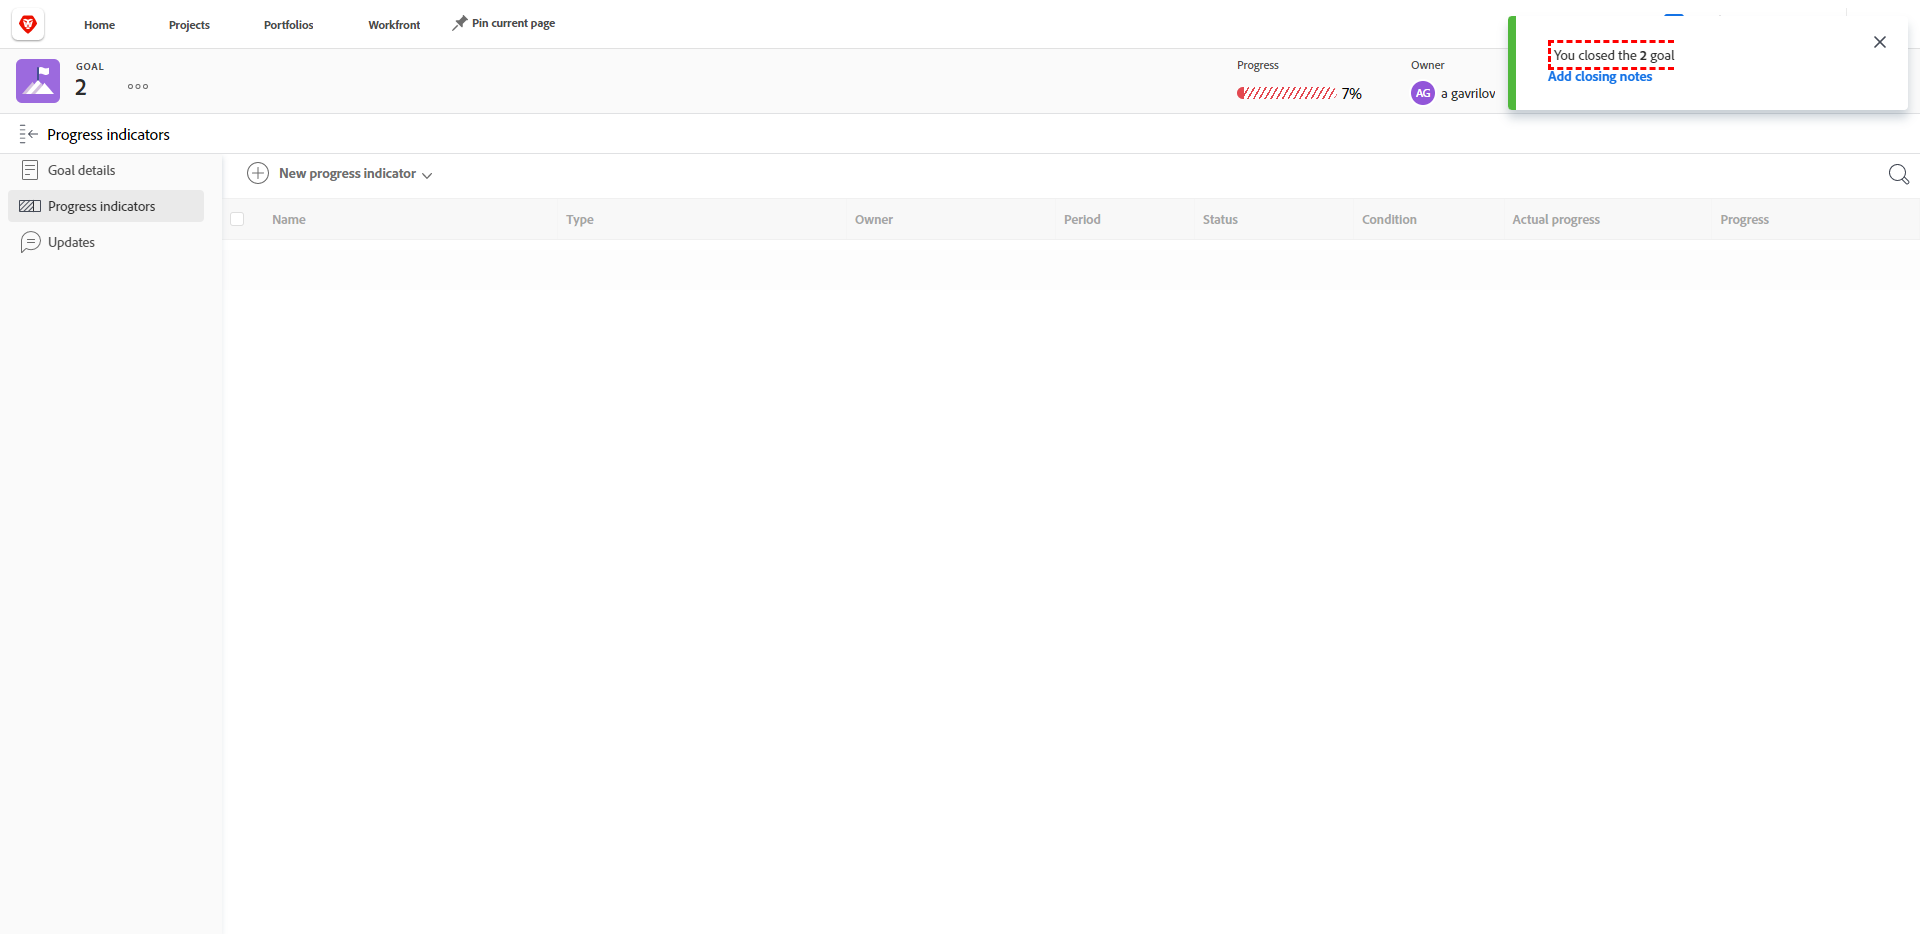 Home
Projects
Portfolios
Workfront
Pin current page
GOAL
2
Progress
7%
Owner
AG
a gavrilov
You closed the 2 goal
Add closing notes
Progress indicators
Goal details
Progress indicators
Updates
New progress indicator
Name
Type
Owner
Period
Status
Condition
Actual progress
Progress